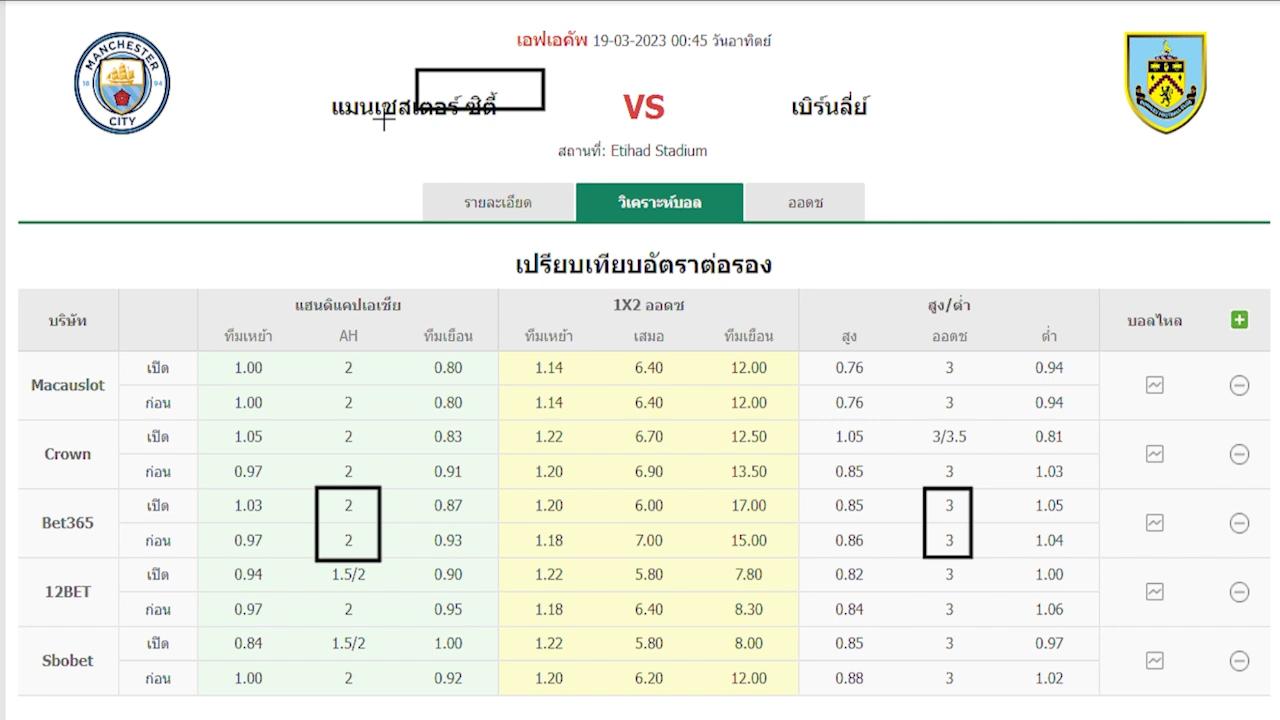 เอฟเอคัพ 19-03-2023 00:45 วันอาทิตย์
MANCHESTER
18 94
CITY
แมนเชสเตอร์ ซิตี้ VS เบิร์นลี่ย์
สถานที่: Etihad Stadium
รายละเอียด วิเคราะห์บอล ออดซ
เปรียบเทียบอัตราต่อรอง
บริษัท แฮนดิแคปเอเชีย 1X2 ออดซ สูง/ต่ำ บอลไหล
ทีมเหย้า AH ทีมเยือน ทีมเหย้า เสมอ ทีมเยือน สูง ออดซ ต่ำ
Macauslot
เปิด 1.00 2 0.80 1.14 6.40 12.00 0.76 3 0.94
ก่อน 1.00 2 0.80 1.14 6.40 12.00 0.76 3 0.94
Crown
เปิด 1.05 2 0.83 1.22 6.70 12.50 1.05 3/3.5 0.81
ก่อน 0.97 2 0.91 1.20 6.90 13.50 0.85 3 1.03
Bet365
เปิด 1.03 2 0.87 1.20 6.00 17.00 0.85 3 1.05
ก่อน 0.97 2 0.93 1.18 7.00 15.00 0.86 3 1.04
12BET
เปิด 0.94 1.5/2 0.90 1.22 5.80 7.80 0.82 3 1.00
ก่อน 0.97 2 0.95 1.18 6.40 8.30 0.84 3 1.06
Sbobet
เปิด 0.84 1.5/2 1.00 1.22 5.80 8.00 0.85 3 0.97
ก่อน 1.00 2 0.92 1.20 6.20 12.00 0.88 3 1.02